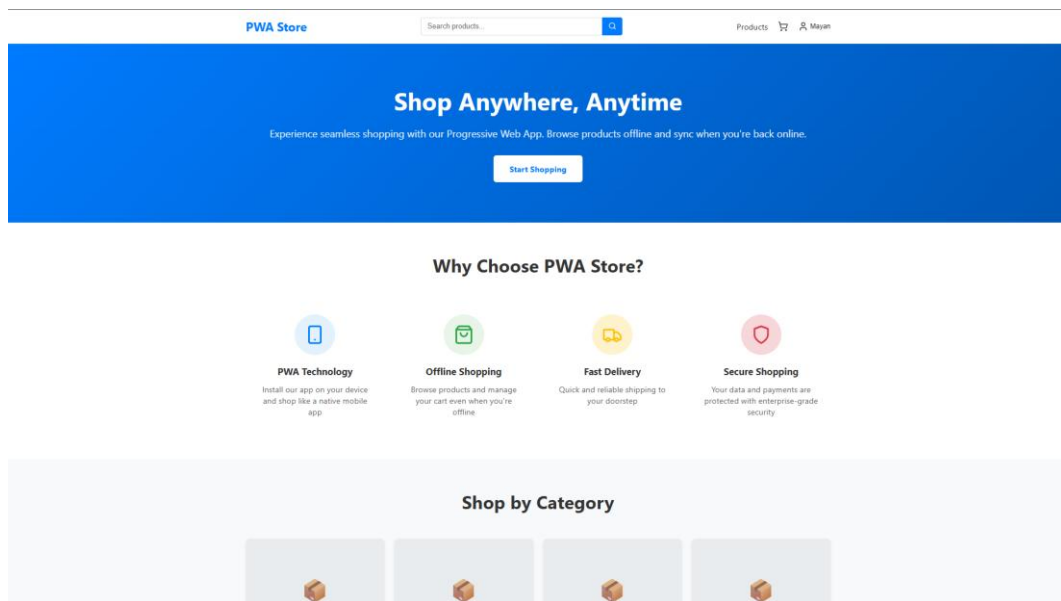 PWA Store
Search products...
Products
Mayan
Shop Anywhere, Anytime
Experience seamless shopping with our Progressive Web App. Browse products offline and sync when you're back online.
Start Shopping
Why Choose PWA Store?
PWA Technology
Install our app on your device
and shop like a native mobile
app
Offline Shopping
Browse products and manage
your cart even when you're
offline
Fast Delivery
Quick and reliable shipping to
your doorstep
Secure Shopping
Your data and payments are
protected with enterprise-grade
security
Shop by Category